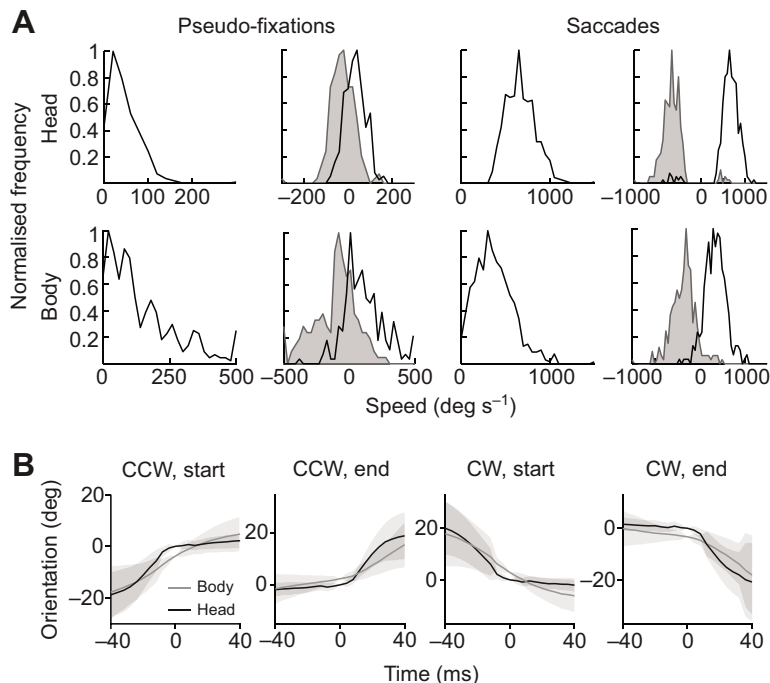 A
Pseudo-fixations Saccades
Normalised frequency
Head
1
0.8
0.6
0.4
0.2
0 100 200
–200 0 200
0 1000
–1000 0 1000
Body
1
0.8
0.6
0.4
0.2
0 250 500
–500 0 500
0 1000
–1000 0 1000
Speed (deg s–1)
B
CCW, start CCW, end CW, start CW, end
Orientation (deg)
20
0
–20
Body
Head
20
0
20
0
0
–20
–40 0 40
–40 0 40
–40 0 40
–40 0 40
Time (ms)